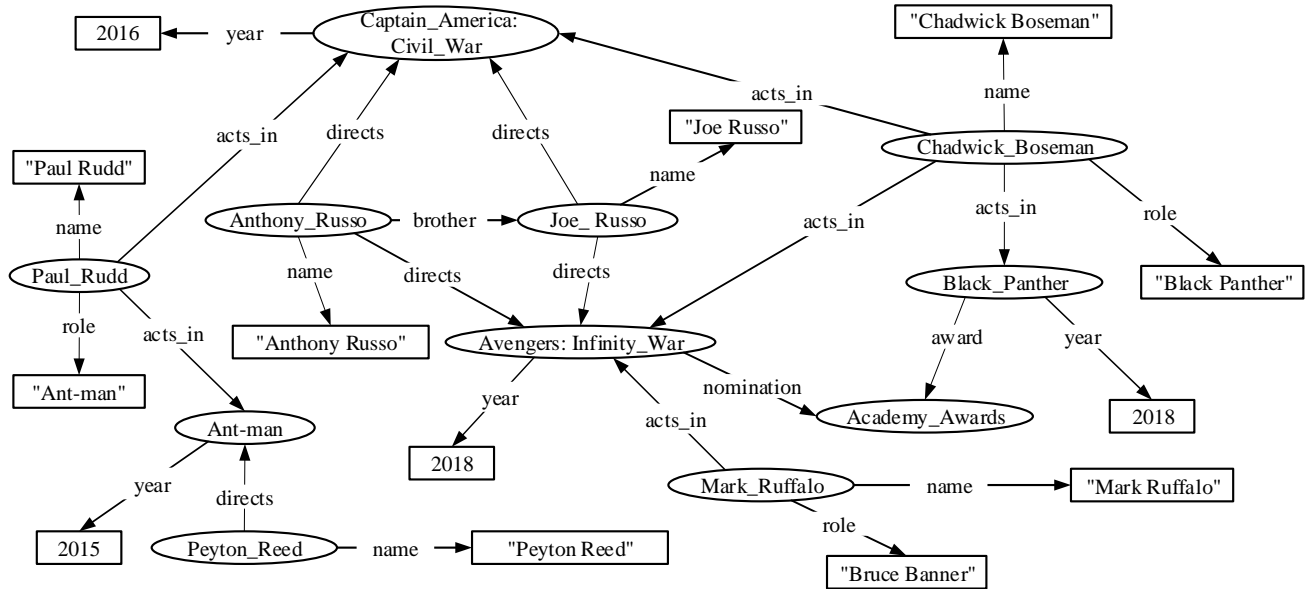 Captain_America:
Civil_War
2016
year
"Chadwick Boseman"
acts_in
name
acts_in
directs
directs
"Joe Russo"
Chadwick_Boseman
"Paul Rudd"
name
name
Anthony_Russo
brother
Joe_ Russo
acts_in
acts_in
role
Paul_Rudd
name
directs
directs
Black_Panther
"Black Panther"
role
acts_in
"Anthony Russo"
Avengers: Infinity_War
award
year
"Ant-man"
year
nomination
Academy_Awards
2018
Ant-man
acts_in
2018
year
directs
Mark_Ruffalo
name
"Mark Ruffalo"
role
2015
Peyton_Reed
name
"Peyton Reed"
"Bruce Banner"